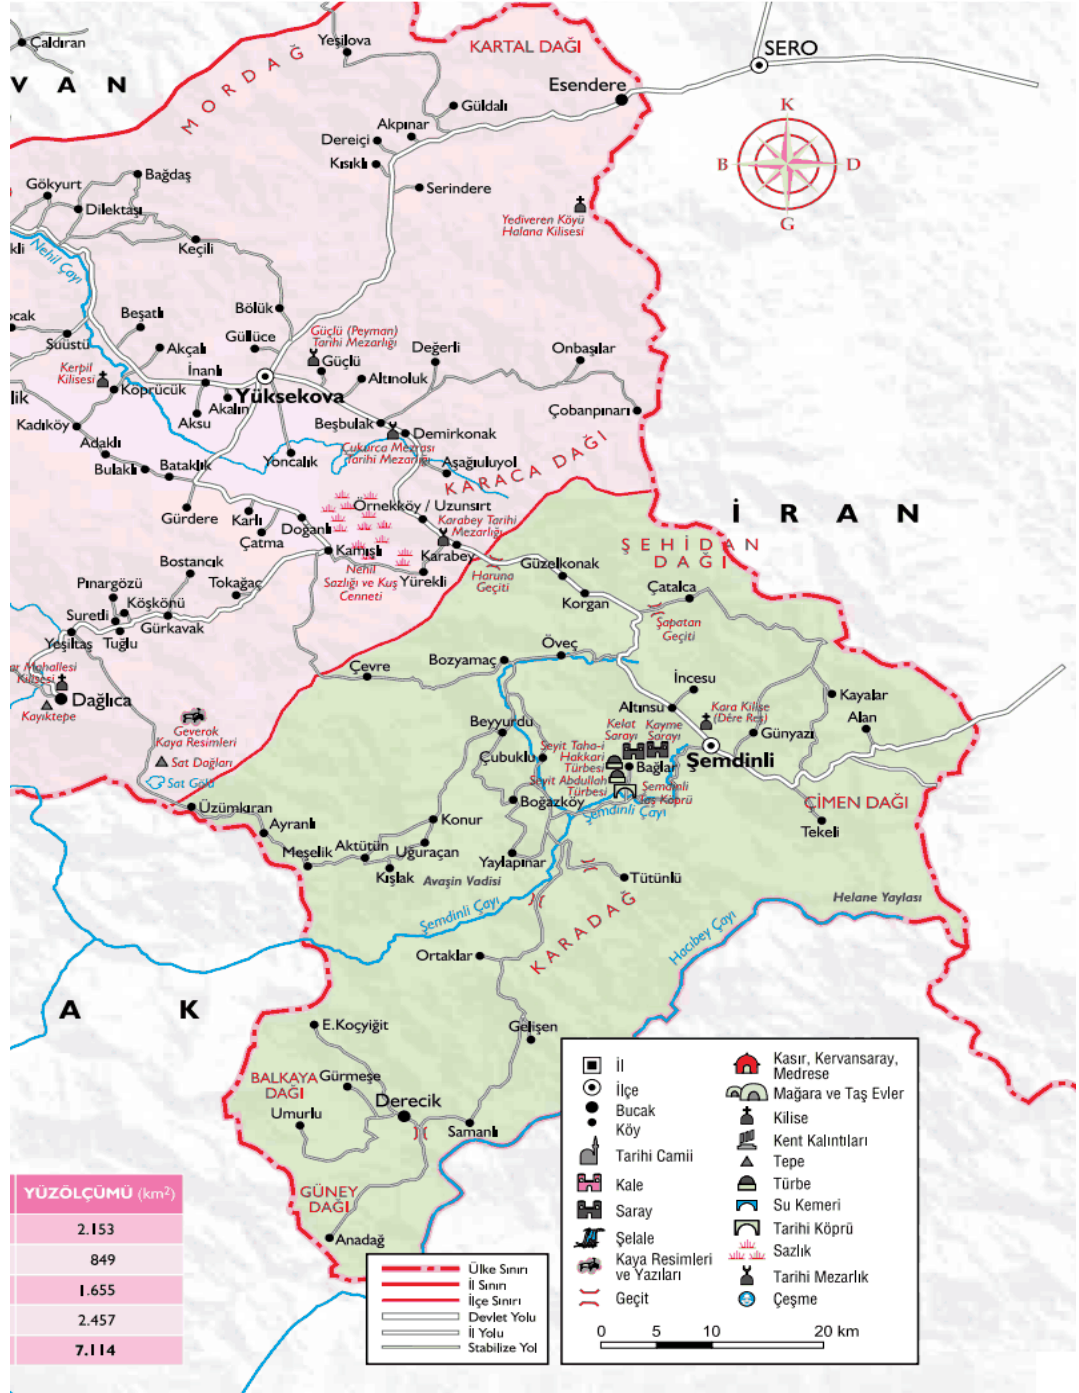 Çaldıran
VAN
MORDAĞ
Yeşilova
KARTAL DAĞI
SERO
Esendere
Güldalı
Akpınar
Dereiçi
Kısıklı
Serindere
K
B
D
G
Bağdaş
Gökyurt
Dilektaşı
Keçili
Yediveren Köyü
Halana Kilisesi
Nehil Çayı
Bölük
Beşatlı
Suüstü
Akçalı
Güllüce
Güçlü (Peyman)
Tarihi Mezarlığı
Güçlü
Değerli
Onbaşılar
Kerpil
Kilisesi
Köprücük
İnanlı
Altınoluk
Yüksekova
Akalın
Aksu
Çobanpınarı
Kadıköy
Beşbulak
Demirkonak
Adaklı
Bulaklı
Bataklık
Yoncalık
Çukurca Mezrası
Tarihi Mezarlığı
Aşağıuluyol
KARACA DAĞI
Gürdere
Karlı
Çatma
Doğanlı
Örnekköy / Uzunsırt
Karabey Tarihi
Mezarlığı
Karabey
İRAN
ŞEHİDAN
DAĞI
Kamışlı
Nehil
Sazlığı ve Kuş
Cenneti
Yürekli
Haruna
Geçiti
Güzelkonak
Korgan
Çatalca
Şapatan
Geçiti
Bostancık
Pınargözü
Tokağaç
Köşkönü
Suretli
Gürkavak
Yeşiltaş
Tuğlu
Kilisesi
Dağlıca
Kayıktepe
Geverok
Kaya Resimleri
Sat Dağları
Sat Gölü
Çevre
Bozyamaç
Öveç
İncesu
Altınsu
Kara Kilise
(Dêre Reş)
Kayalar
Alan
Günyazı
Beyyurdu
Çubuklu
Kelat
Sarayı
Kayme
Sarayı
Seyit Taha-i
Hakkari
Türbesi
Bağlar
Şemdinli
Seyit Abdullah
Türbesi
Şemdinli
Taş Köprü
Şemdinli Çayı
ÇİMEN DAĞI
Tekeli
Üzümkıran
Ayranlı
Meşelik
Aktütün
Konur
Uğuraçan
Kışlak
Boğazköy
Yaylapınar
Avaşin Vadisi
Şemdinli Çayı
Tütünlü
KARADAĞ
Helane Yaylası
Hacıbey Çayı
Ortaklar
AK
E.Koçyiğit
Gelişen
BALKAYA
DAĞI
Gürmeşe
Derecik
Umurlu
Samanlı
GÜNEY
DAĞI
Anadağ
YÜZÖLÇÜMÜ (km²)
2.153
849
1.655
2.457
7.114
Ülke Sınırı
İl Sınırı
İlçe Sınırı
Devlet Yolu
İl Yolu
Stabilize Yol
İl
İlçe
Bucak
Köy
Tarihi Camii
Kale
Saray
Şelale
Kaya Resimleri
ve Yazıları
Geçit
Kasır, Kervansaray,
Medrese
Mağara ve Taş Evler
Kilise
Kent Kalıntıları
Tepe
Türbe
Su Kemeri
Tarihi Köprü
Sazlık
Tarihi Mezarlık
Çeşme
0 5 10 20 km